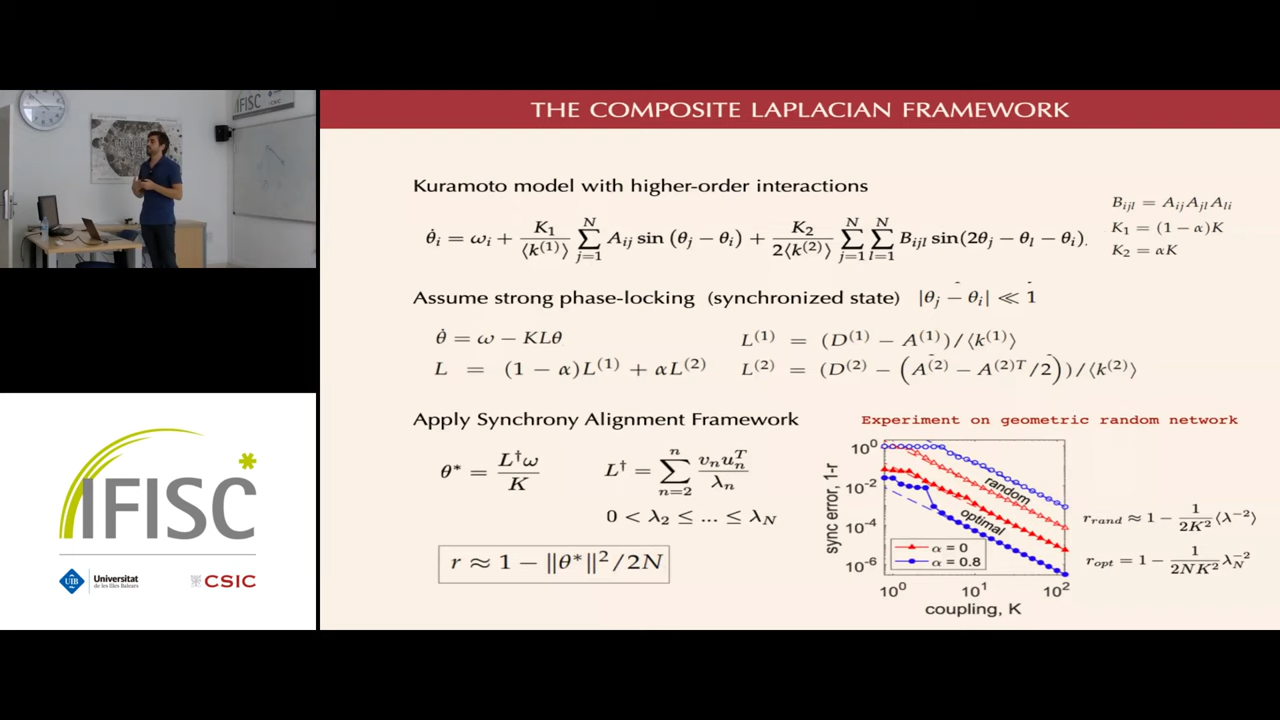 IFISC
THE COMPOSITE LAPLACIAN FRAMEWORK
Kuramoto model with higher-order interactions
θ̇ᵢ = ωᵢ + K₁/⟨k⁽¹⁾⟩ ∑ⱼ₌₁ᴺ Aᵢⱼ sin (θⱼ − θᵢ) + K₂/2⟨k⁽²⁾⟩ ∑ⱼ₌₁ᴺ ∑ₗ₌₁ᴺ Bᵢⱼₗ sin(2θⱼ − θₗ − θᵢ).
Bᵢⱼₗ = AᵢⱼAⱼₗAₗᵢ
K₁ = (1 − α)K
K₂ = αK
Assume strong phase-locking (synchronized state) |θⱼ − θᵢ| ≪ 1
θ̇ = ω − KLθ
L⁽¹⁾ = (D⁽¹⁾ − A⁽¹⁾)/⟨k⁽¹⁾⟩
L = (1 − α)L⁽¹⁾ + αL⁽²⁾
L⁽²⁾ = (D⁽²⁾ − (A⁽²⁾ − A⁽²⁾ᵀ/2))/⟨k⁽²⁾⟩
Apply Synchrony Alignment Framework
θ* = L†ω/K
L† = ∑ₙ₌₂ⁿ vₙuₙᵀ/λₙ
0 < λ₂ ≤ ... ≤ λ_N
r ≈ 1 − ||θ*||²/2N
Experiment on geometric random network
sync error, 1-r
10⁰
10⁻²
10⁻⁴
10⁻⁶
random
optimal
α = 0
α = 0.8
10⁰ 10¹ 10²
coupling, K
r_rand ≈ 1 − 1/2K² ⟨λ⁻²⟩
r_opt = 1 − 1/2NK² λ_N⁻²
IFISC
UIB
Universitat
de les Illes Balears
CSIC